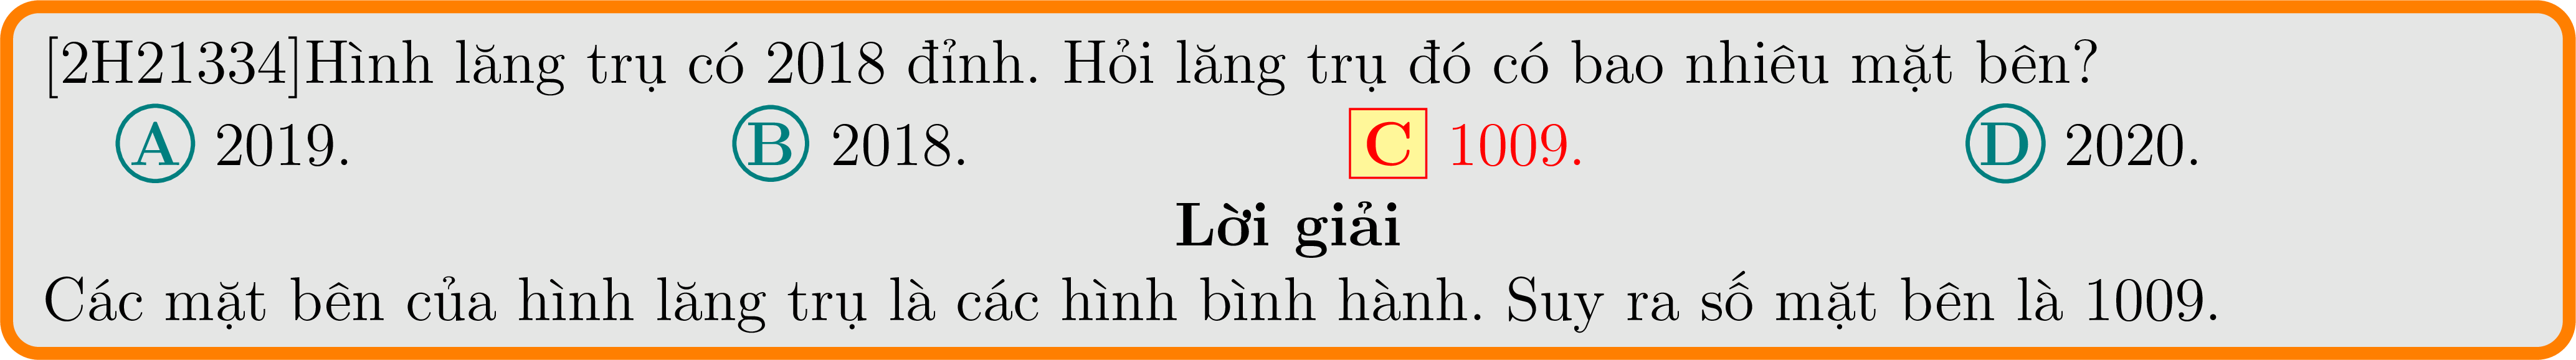 [2H21334]Hình lăng trụ có 2018 đỉnh. Hỏi lăng trụ đó có bao nhiêu mặt bên?
A 2019. B 2018. C 1009. D 2020.
Lời giải
Các mặt bên của hình lăng trụ là các hình bình hành. Suy ra số mặt bên là 1009.